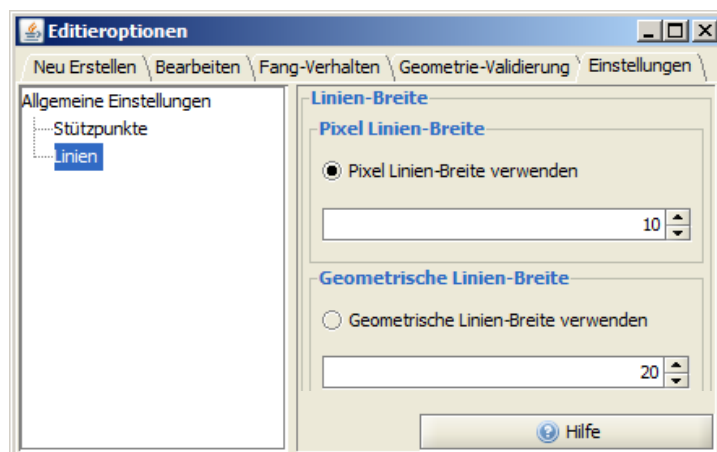 Editieroptionen
Neu Erstellen Bearbeiten Fang-Verhalten Geometrie-Validierung Einstellungen
Allgemeine Einstellungen
Stützpunkte
Linien
Linien-Breite
Pixel Linien-Breite
Pixel Linien-Breite verwenden
10
Geometrische Linien-Breite
Geometrische Linien-Breite verwenden
20
Hilfe